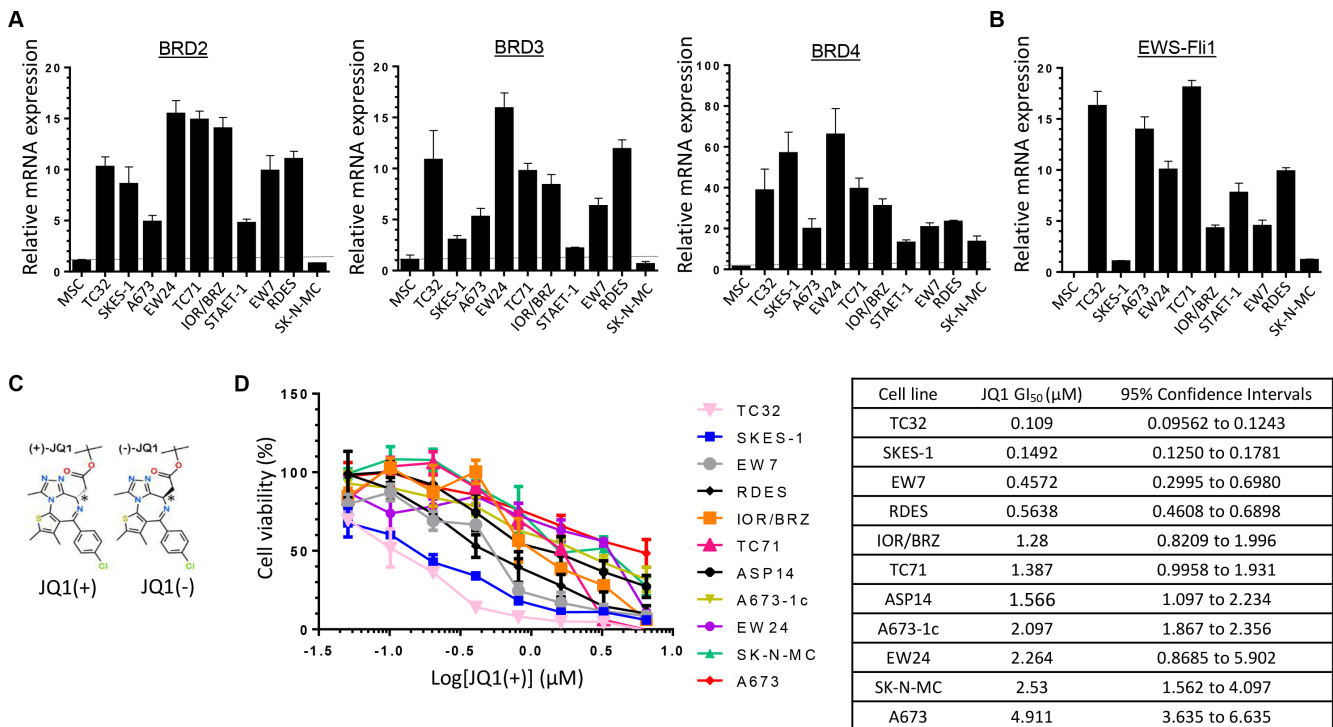 A
BRD2
Relative mRNA expression
20
15
10
5
0
MSC
TC32
SKES-1
A673
EW24
TC71
IOR/BRZ
STAET-1
EW7
RDES
SK-N-MC
BRD3
Relative mRNA expression
20
15
10
5
0
MSC
TC32
SKES-1
A673
EW24
TC71
IOR/BRZ
STAET-1
EW7
RDES
SK-N-MC
BRD4
Relative mRNA expression
100
80
60
40
20
0
MSC
TC32
SKES-1
A673
EW24
TC71
IOR/BRZ
STAET-1
EW7
RDES
SK-N-MC
B
EWS-Fli1
Relative mRNA expression
20
15
10
5
0
MSC
TC32
SKES-1
A673
EW24
TC71
IOR/BRZ
STAET-1
EW7
RDES
SK-N-MC
C
(+)-JQ1
O
O
N
N
N
N
S
*
Cl
JQ1(+)
(-)-JQ1
O
O
N
N
N
N
S
*
Cl
JQ1(-)
D
Cell viability (%)
150
100
50
0
-1.5
-1.0
-0.5
0.0
0.5
1.0
Log[JQ1(+)] (μM)
TC32
SKES-1
EW7
RDES
IOR/BRZ
TC71
ASP14
A673-1c
EW24
SK-N-MC
A673
Cell line JQ1 GI50 (μM) 95% Confidence Intervals
TC32 0.109 0.09562 to 0.1243
SKES-1 0.1492 0.1250 to 0.1781
EW7 0.4572 0.2995 to 0.6980
RDES 0.5638 0.4608 to 0.6898
IOR/BRZ 1.28 0.8209 to 1.996
TC71 1.387 0.9958 to 1.931
ASP14 1.566 1.097 to 2.234
A673-1c 2.097 1.867 to 2.356
EW24 2.264 0.8685 to 5.902
SK-N-MC 2.53 1.562 to 4.097
A673 4.911 3.635 to 6.635